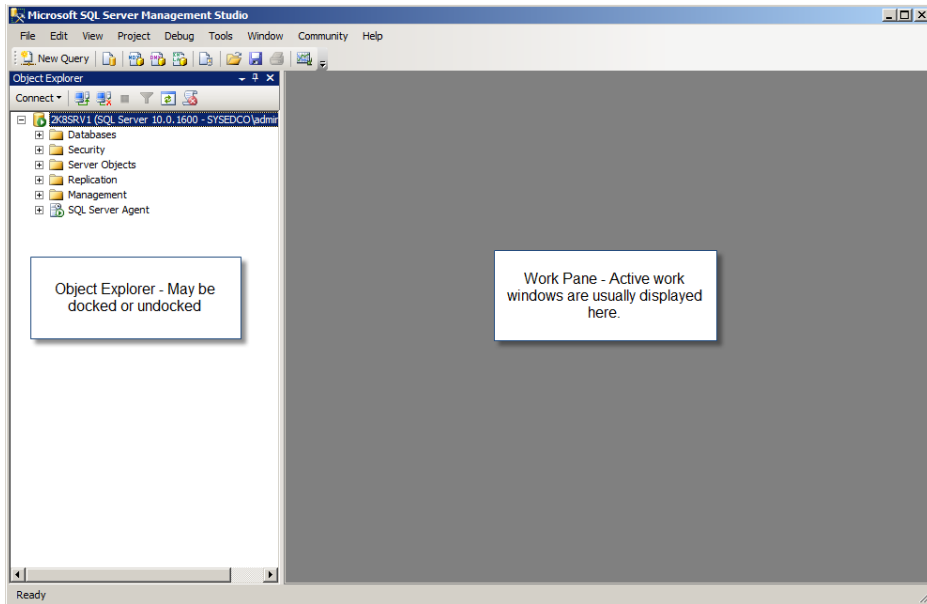 Microsoft SQL Server Management Studio
File Edit View Project Debug Tools Window Community Help
New Query
Object Explorer
Connect
2K8SRV1 (SQL Server 10.0.1600 - SYSEDCO\admin
Databases
Security
Server Objects
Replication
Management
SQL Server Agent
Object Explorer - May be
docked or undocked
Work Pane - Active work
windows are usually displayed
here.
Ready